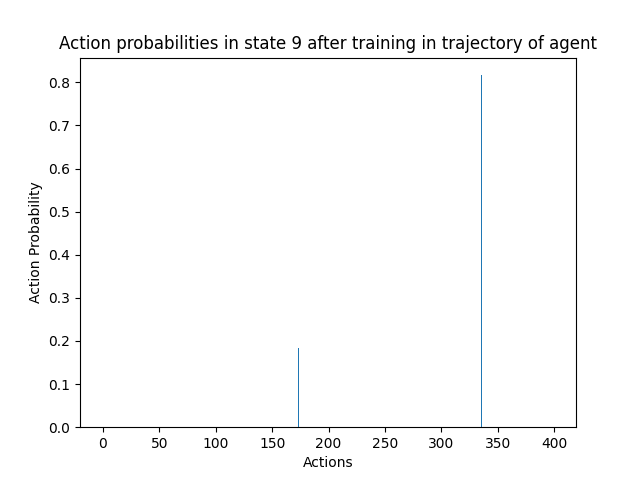 Action probabilities in state 9 after training in trajectory of agent
0.8
0.7
0.6
0.5
0.4
0.3
0.2
0.1
0.0
Action Probability
0 50 100 150 200 250 300 350 400
Actions